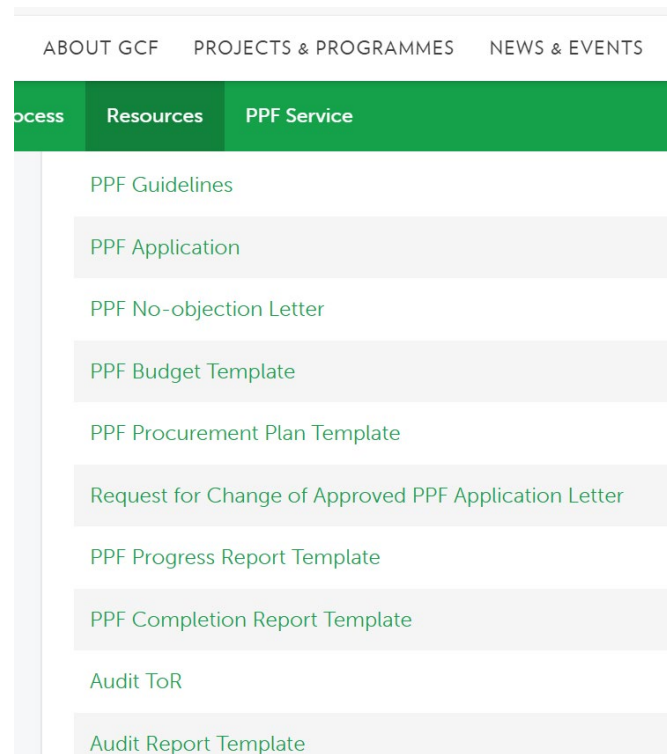 ABOUT GCF PROJECTS & PROGRAMMES NEWS & EVENTS
Resources PPF Service
PPF Guidelines
PPF Application
PPF No-objection Letter
PPF Budget Template
PPF Procurement Plan Template
Request for Change of Approved PPF Application Letter
PPF Progress Report Template
PPF Completion Report Template
Audit ToR
Audit Report Template